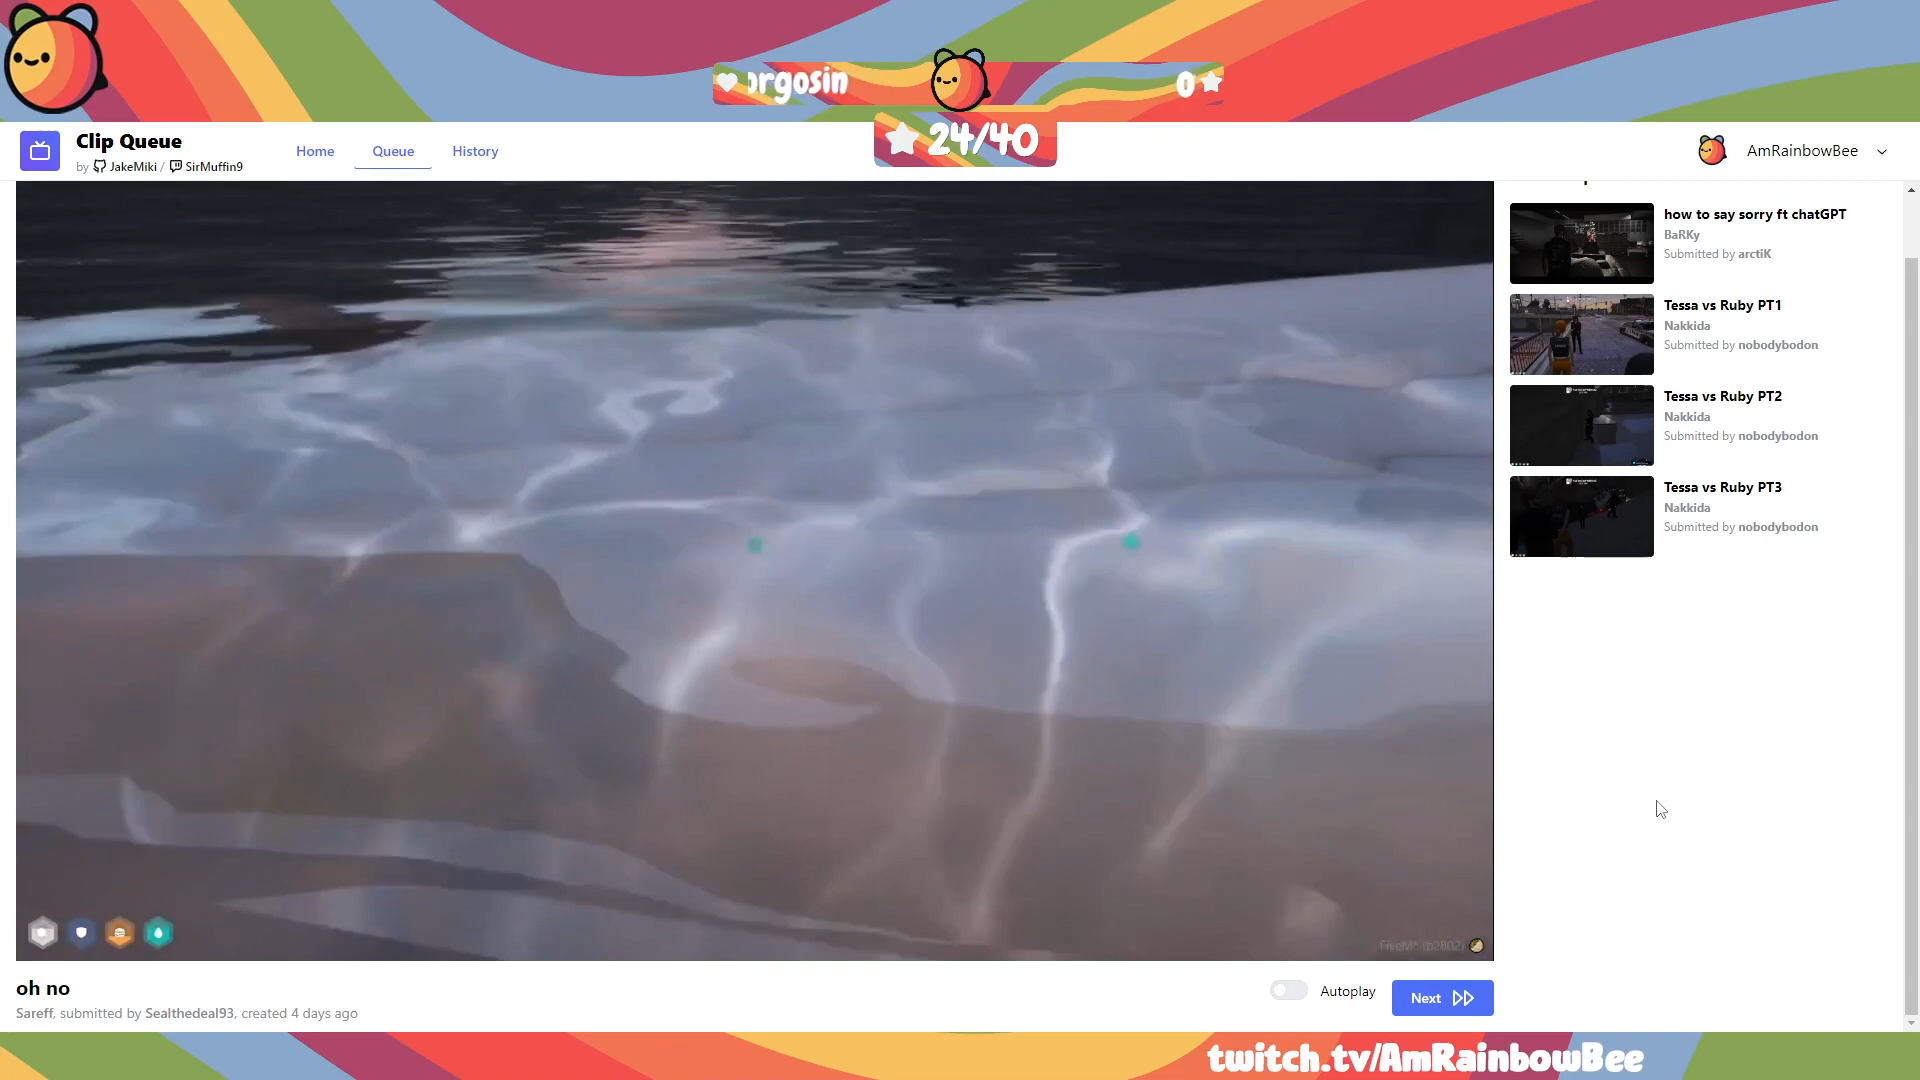 orgosin
0
24/40
Clip Queue
by JakeMiki / SirMuffin9
Home
Queue
History
AmRainbowBee
how to say sorry ft chatGPT
BaRKy
Submitted by arctiK
Tessa vs Ruby PT1
Nakkida
Submitted by nobodybodon
Tessa vs Ruby PT2
Nakkida
Submitted by nobodybodon
Tessa vs Ruby PT3
Nakkida
Submitted by nobodybodon
oh no
Sareff, submitted by Sealthedeal93, created 4 days ago
Autoplay
Next
twitch.tv/AmRainbowBee